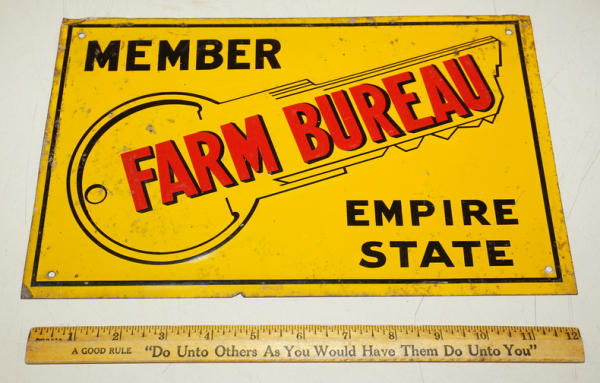 MEMBER
FARM BUREAU
EMPIRE
STATE
1 2 3 4 5 6 7 8 9 10 11 12
A GOOD RULE "Do Unto Others As You Would Have Them Do Unto You"